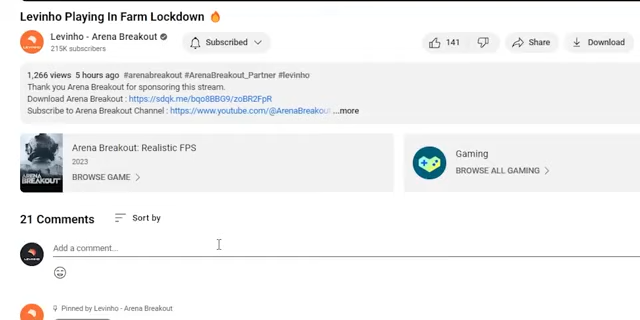 Levinho Playing In Farm Lockdown 🔥
Levinho - Arena Breakout
215K subscribers
Subscribed
141
Share
Download
1,266 views 5 hours ago #arenabreakout #ArenaBreakout_Partner #levinho
Thank you Arena Breakout for sponsoring this stream.
Download Arena Breakout : https://sdqk.me/bqo8BBG9/zoBR2FpR
Subscribe to Arena Breakout Channel : https://www.youtube.com/@ArenaBreakou ...more
ARENA BREAKOUT
Arena Breakout: Realistic FPS
2023
BROWSE GAME
Gaming
BROWSE ALL GAMING
21 Comments
Sort by
Add a comment...
Pinned by Levinho - Arena Breakout